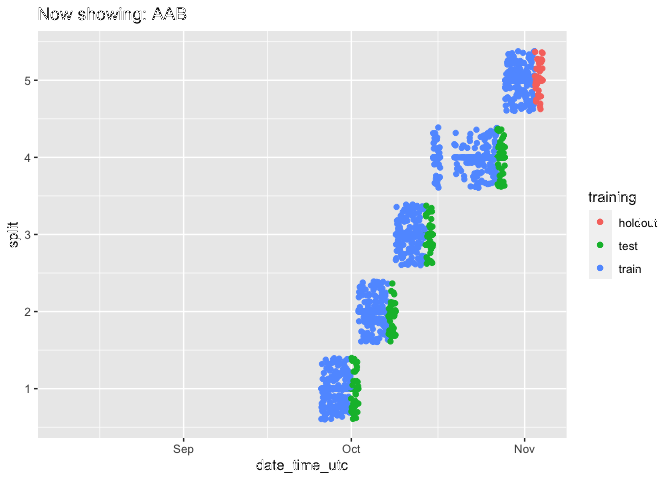 Now showing: AAB
5
4
3
2
1
split
Sep
Oct
Nov
date_time_utc
training
holdout
test
train